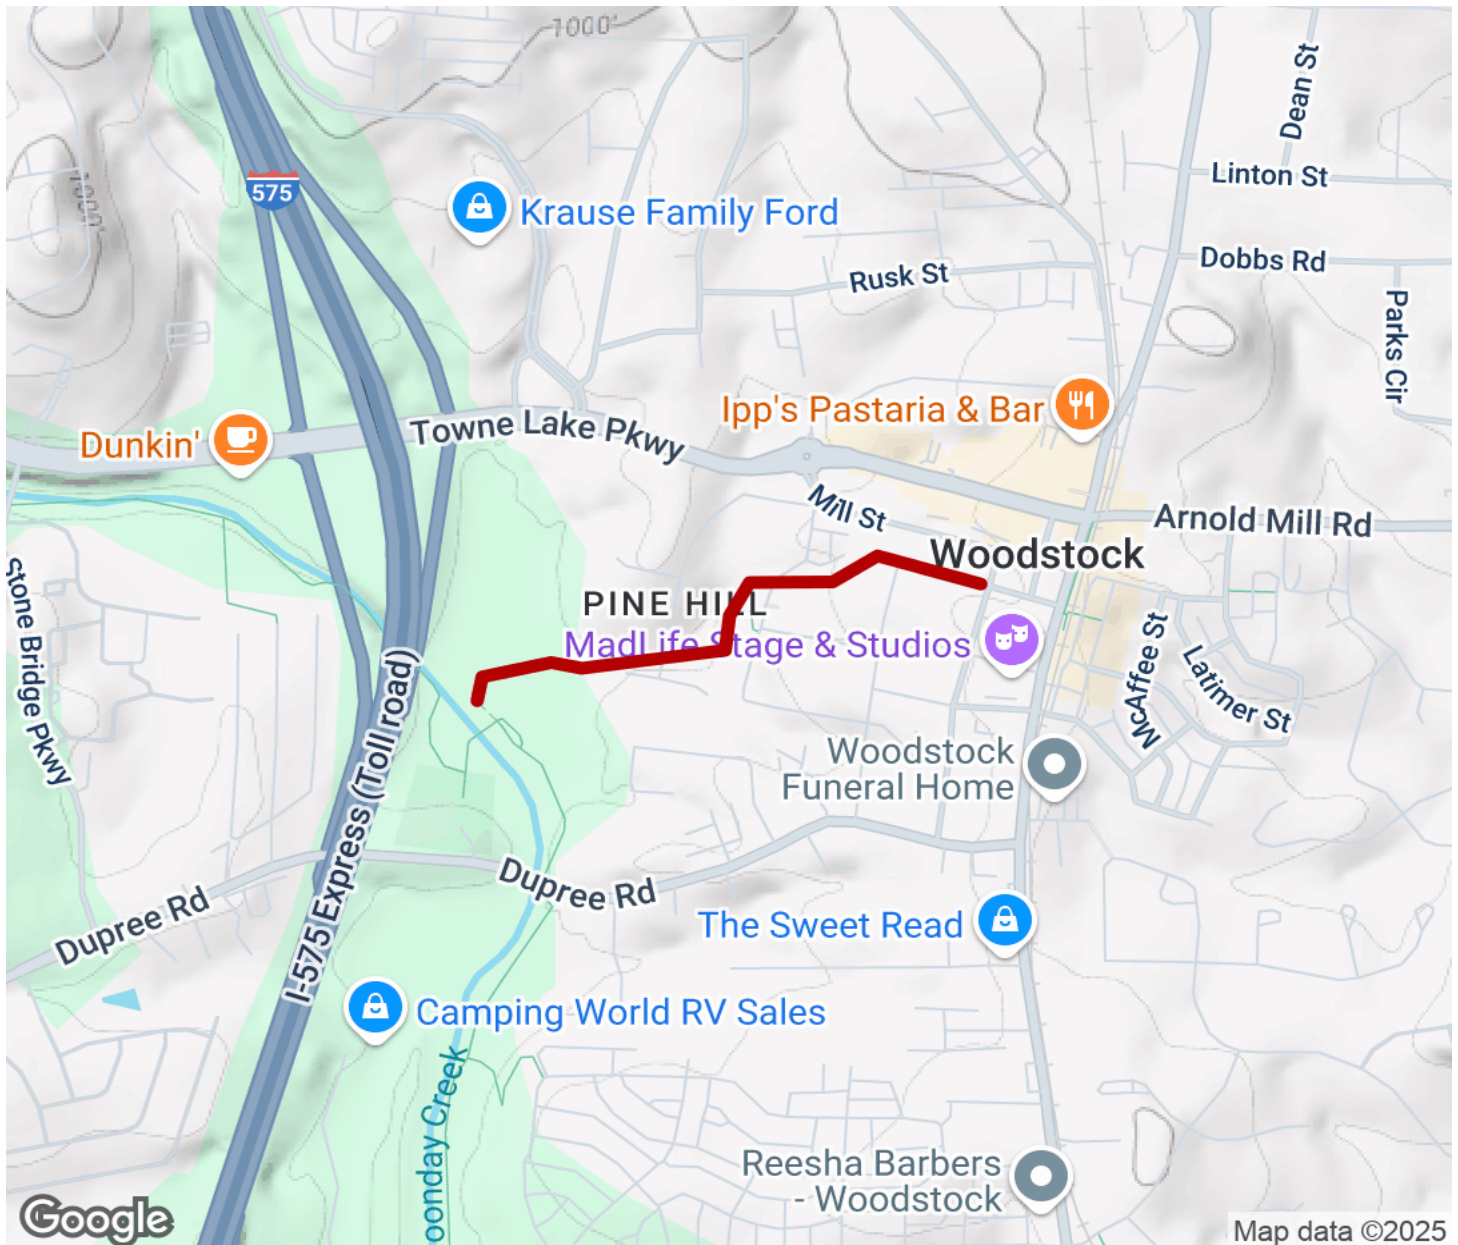 1000'
Dean St
575
Linton St
1000'
Krause Family Ford
Dobbs Rd
Rusk St
Parks Cir
Ipp's Pastaria & Bar
Towne Lake Pkwy
Dunkin'
Mill St
Arnold Mill Rd
Woodstock
Stone Bridge Pkwy
PINE HILL
MadLife Stage & Studios
McAffee St
Latimer St
I-575 Express (Toll road)
Woodstock
Funeral Home
Dupree Rd
Dupree Rd
The Sweet Read
Camping World RV Sales
oonday Creek
Reesha Barbers
- Woodstock
Google
Map data ©2025